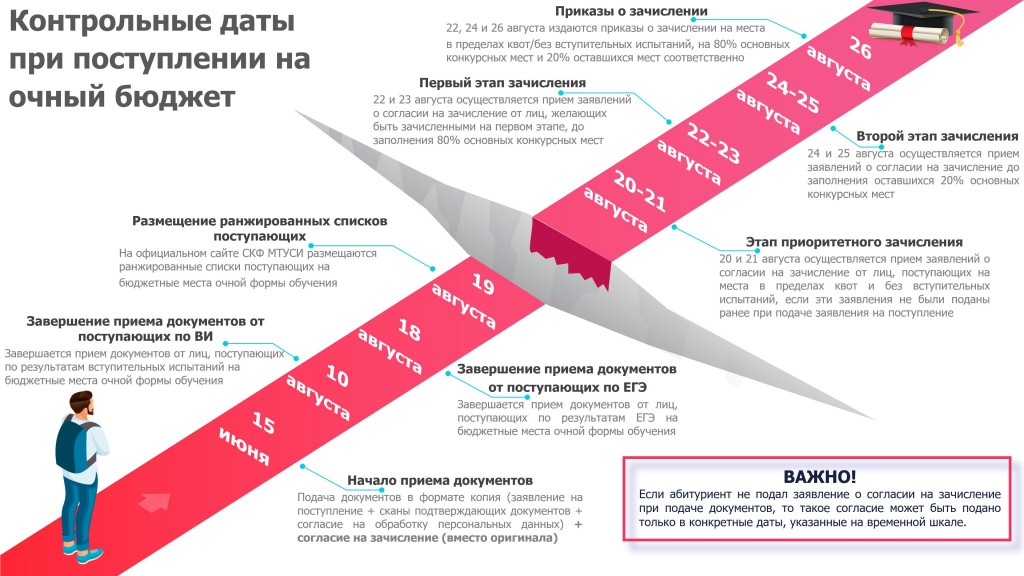 Контрольные даты
при поступлении на
очный бюджет
Приказы о зачислении
22, 24 и 26 августа издаются приказы о зачислении на места
в пределах квот/без вступительных испытаний, на 80% основных
конкурсных мест и 20% оставшихся мест соответственно
26
августа
Первый этап зачисления
22 и 23 августа осуществляется прием заявлений
о согласии на зачисление от лиц, желающих
быть зачисленными на первом этапе, до
заполнения 80% основных конкурсных мест
24-25
августа
Второй этап зачисления
24 и 25 августа осуществляется прием
заявлений о согласии на зачисление до
заполнения оставшихся 20% основных
конкурсных мест
22-23
августа
20-21
августа
Этап приоритетного зачисления
20 и 21 августа осуществляется прием заявлений о
согласии на зачисление от лиц, поступающих на
места в пределах квот и без вступительных
испытаний, если эти заявления не были поданы
ранее при подаче заявления на поступление
Размещение ранжированных списков
поступающих
На официальном сайте СКФ МТУСИ размещаются
ранжированные списки поступающих на
бюджетные места очной формы обучения
19
августа
Завершение приема документов от
поступающих по ВИ
Завершается прием документов от лиц, поступающих
по результатам вступительных испытаний на
бюджетные места очной формы обучения
18
августа
Завершение приема документов
от поступающих по ЕГЭ
Завершается прием документов от лиц,
поступающих по результатам ЕГЭ на
бюджетные места очной формы обучения
10
августа
15
июня
Начало приема документов
Подача документов в формате копия (заявление на
поступление + сканы подтверждающих документов +
согласие на обработку персональных данных) +
согласие на зачисление (вместо оригинала)
ВАЖНО!
Если абитуриент не подал заявление о согласии на зачисление
при подаче документов, то такое согласие может быть подано
только в конкретные даты, указанные на временной шкале.